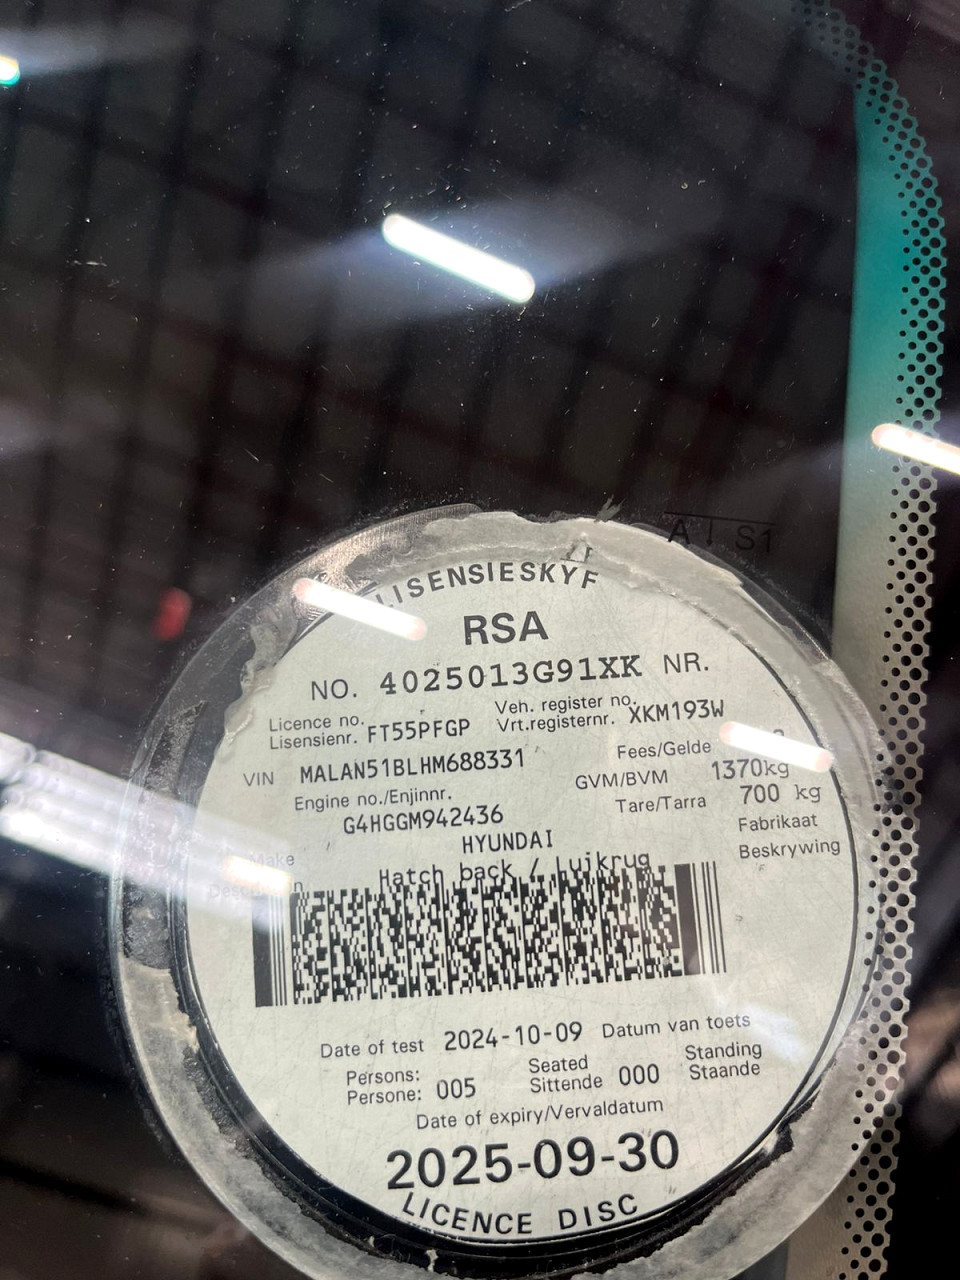 A I S1
LISENSIESKYF
RSA
NO. 4025013G91XK NR.
Licence no. Lisensienr. FT55PFGP Veh. register no. Vrt.registernr. XKM193W
VIN MALAN51BLHM688331 Fees/Gelde
GVM/BVM 1370kg
Engine no./Enjinnr. G4HGGM942436 Tare/Tarra 700 kg
Make HYUNDAI Fabrikaat
Hatch back / Luikrug Beskrywing
Date of test 2024-10-09 Datum van toets
Persons: Persone: 005 Seated Sittende 000 Standing Staande
Date of expiry/Vervaldatum
2025-09-30
LICENCE DISC